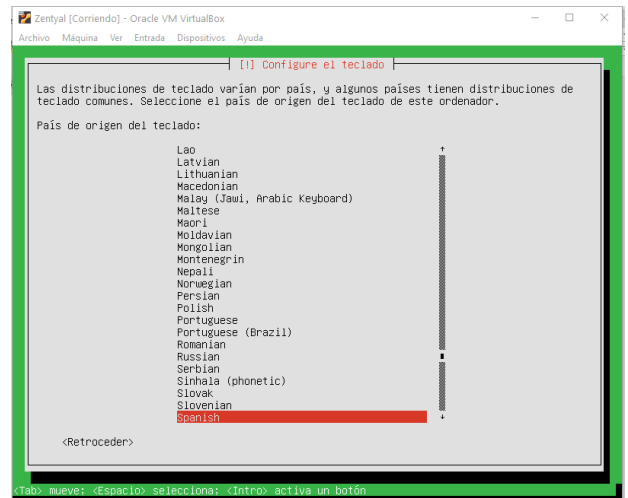 Zentyal [Corriendo] - Oracle VM VirtualBox
Archivo Máquina Ver Entrada Dispositivos Ayuda
[!] Configure el teclado
Las distribuciones de teclado varían por país, y algunos países tienen distribuciones de
teclado comunes. Seleccione el país de origen del teclado de este ordenador.
País de origen del teclado:
Lao
Latvian
Lithuanian
Macedonian
Malay (Jawi, Arabic Keyboard)
Maltese
Maori
Moldavian
Mongolian
Montenegrin
Nepali
Norwegian
Persian
Polish
Portuguese
Portuguese (Brazil)
Romanian
Russian
Serbian
Sinhala (phonetic)
Slovak
Slovenian
Spanish
<Retroceder>
<Tab> mueve; <Espacio> selecciona; <Intro> activa un botón